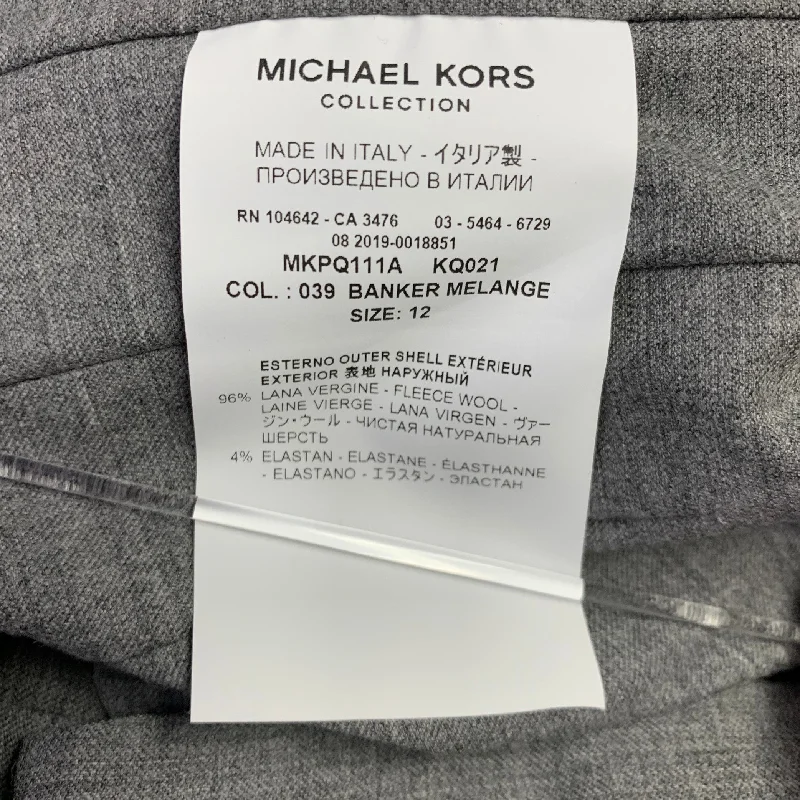 MICHAEL KORS
COLLECTION
MADE IN ITALY - イタリア製 -
ПРОИЗВЕДЕНО В ИТАЛИИ
RN 104642 - CA 3476 03 - 5464 - 6729
08 2019-0018851
MKPQ111A KQ021
COL. : 039 BANKER MELANGE
SIZE: 12
ESTERNO OUTER SHELL EXTÉRIEUR
EXTERIOR 表地 НАРУЖНЫЙ
96% LANA VERGINE - FLEECE WOOL -
LAINE VIERGE - LANA VIRGEN - ヴァー
ジン・ウール - ЧИСТАЯ НАТУРАЛЬНАЯ
ШЕРСТЬ
4% ELASTAN - ELASTANE - ÉLASTHANNE
- ELASTANO - エラスタン - ЭЛАСТАН